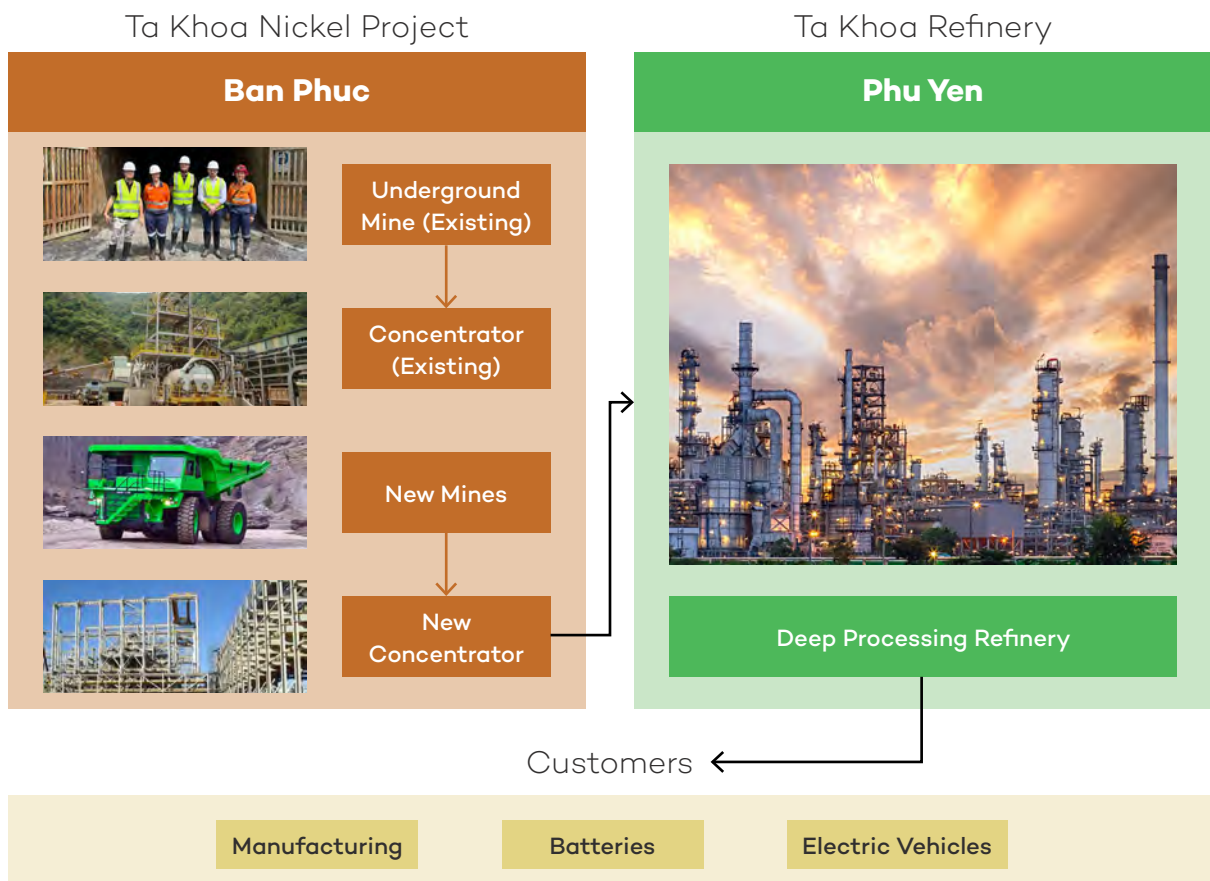 Ta Khoa Nickel Project
Ban Phuc
Underground
Mine (Existing)
Concentrator
(Existing)
New Mines
New
Concentrator
Ta Khoa Refinery
Phu Yen
Deep Processing Refinery
Customers
Manufacturing
Batteries
Electric Vehicles